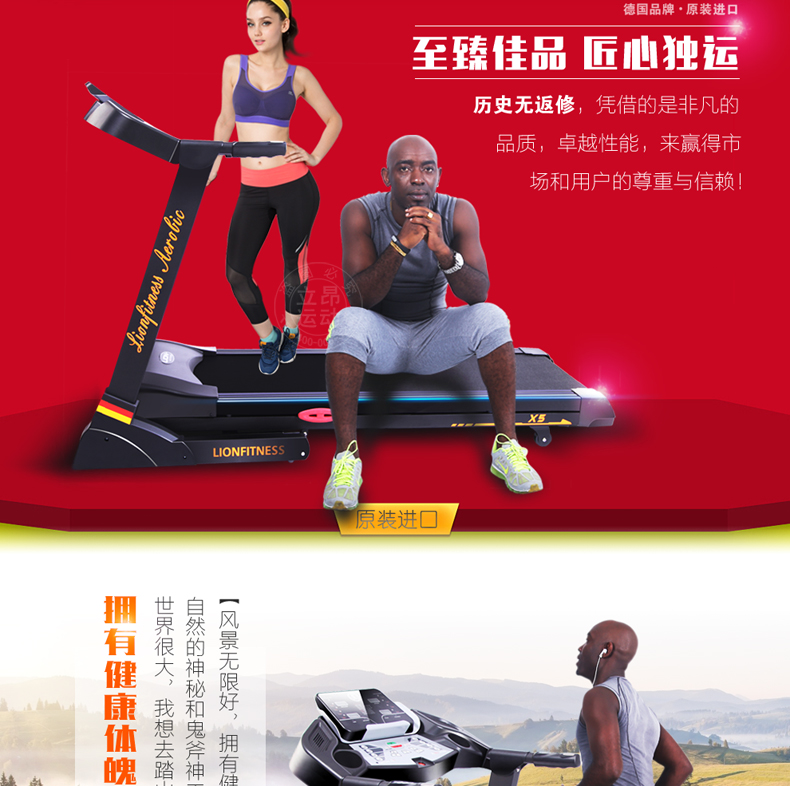 德国品牌·原装进口
至臻佳品 匠心独运
历史无返修，凭借的是非凡的
品质，卓越性能，来赢得市
场和用户的尊重与信赖！
Lionfitness Aerobic
立昂
运动
X5
LIONFITNESS
原装进口
【风景无限好，拥有健
自然的神秘和鬼斧神
世界很大，我想去踏
拥有健康体魄